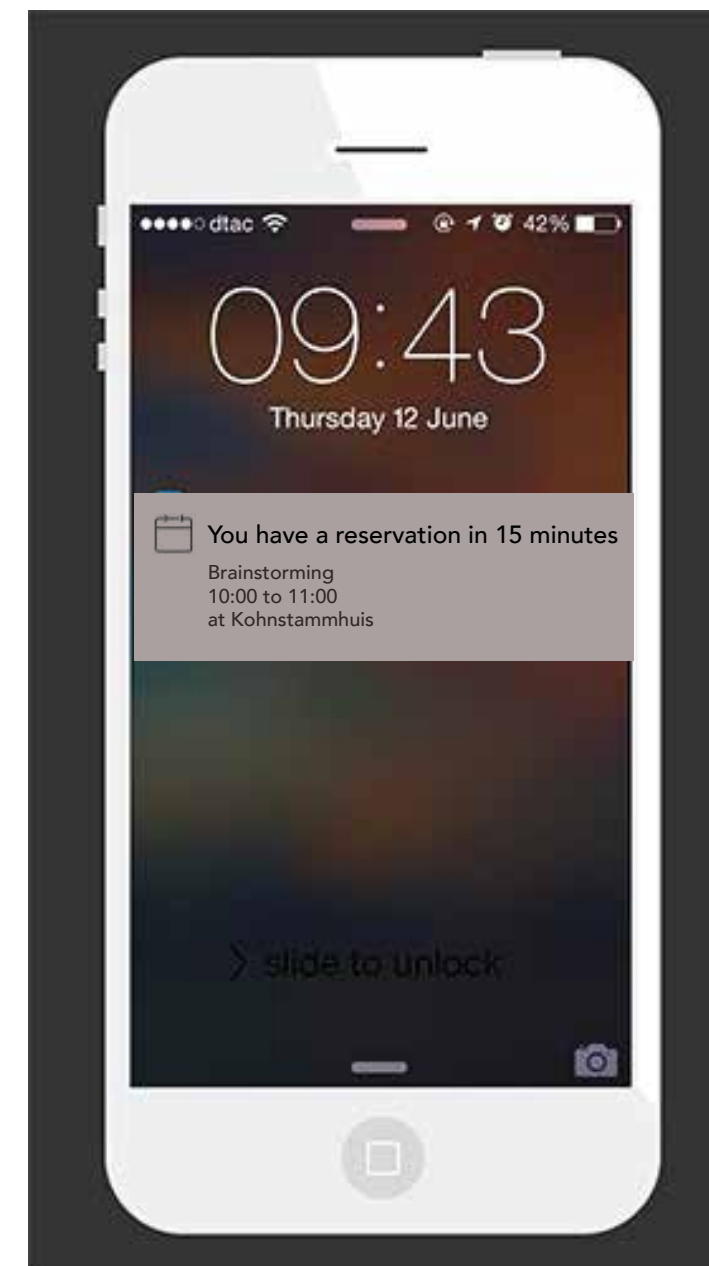 dtac 42%
09:43
Thursday 12 June
You have a reservation in 15 minutes
Brainstorming
10:00 to 11:00
at Kohnstammhuis
> slide to unlock